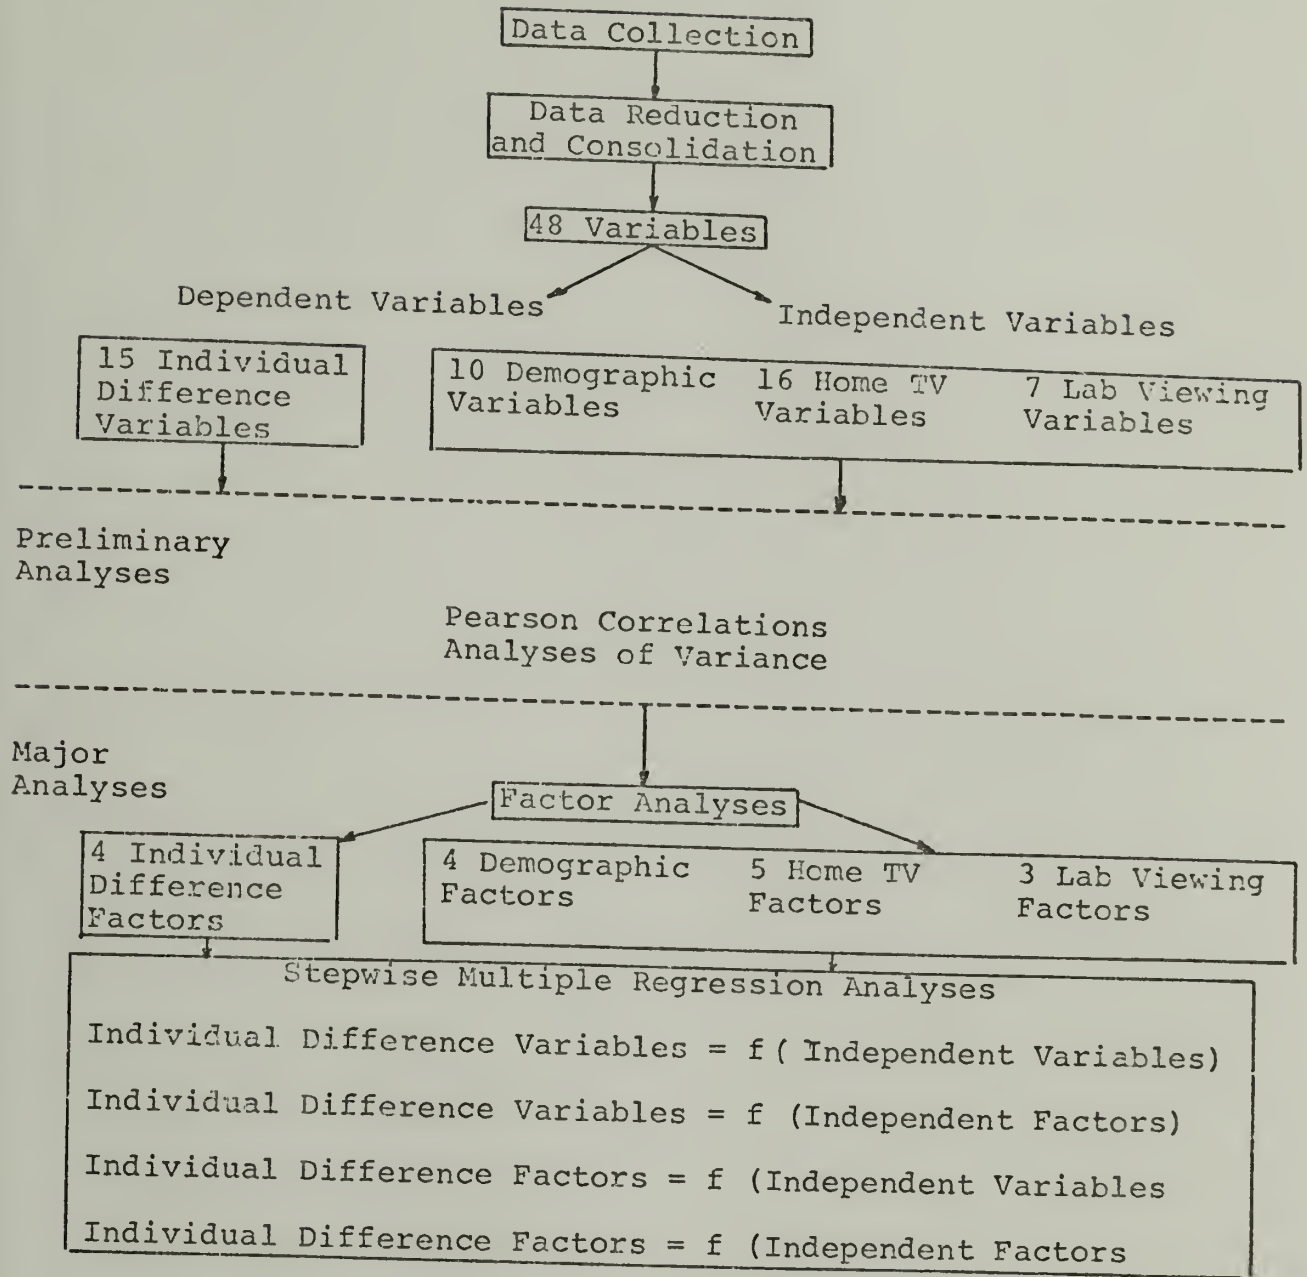 Data Collection
Data Reduction
and Consolidation
48 Variables
Dependent Variables
Independent Variables
15 Individual
Difference
Variables
10 Demographic
Variables
16 Home TV
Variables
7 Lab Viewing
Variables
Preliminary
Analyses
Pearson Correlations
Analyses of Variance
Major
Analyses
Factor Analyses
4 Individual
Difference
Factors
4 Demographic
Factors
5 Home TV
Factors
3 Lab Viewing
Factors
Stepwise Multiple Regression Analyses
Individual Difference Variables = f ( Independent Variables)
Individual Difference Variables = f (Independent Factors)
Individual Difference Factors = f (Independent Variables
Individual Difference Factors = f (Independent Factors